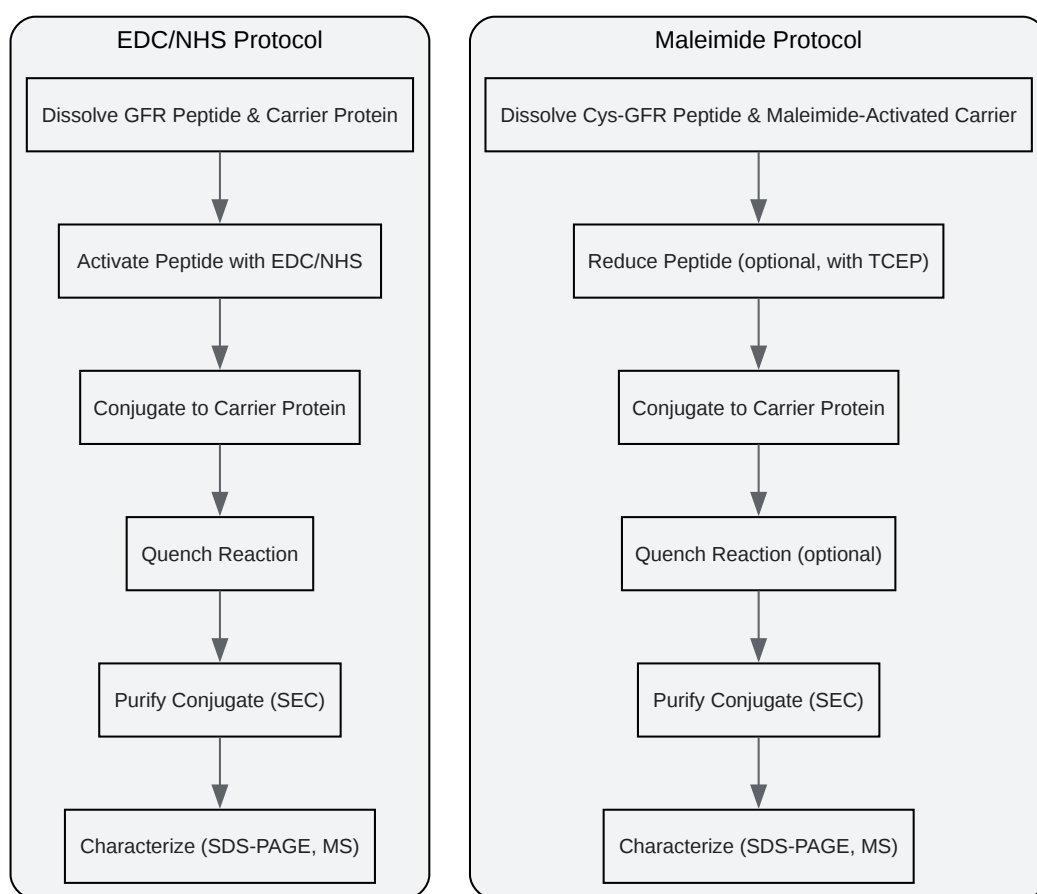 EDC/NHS Protocol
Dissolve GFR Peptide & Carrier Protein
Activate Peptide with EDC/NHS
Conjugate to Carrier Protein
Quench Reaction
Purify Conjugate (SEC)
Characterize (SDS-PAGE, MS)
Maleimide Protocol
Dissolve Cys-GFR Peptide & Maleimide-Activated Carrier
Reduce Peptide (optional, with TCEP)
Conjugate to Carrier Protein
Quench Reaction (optional)
Purify Conjugate (SEC)
Characterize (SDS-PAGE, MS)